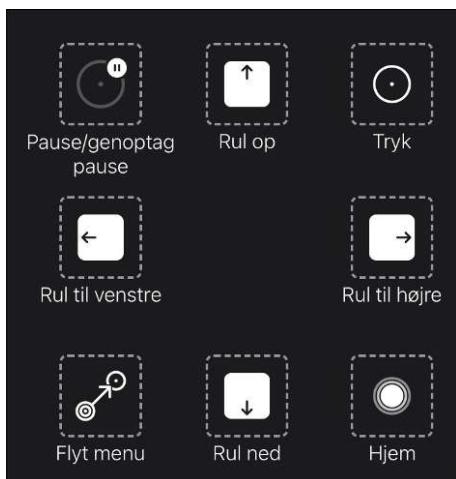 Pause/genoptag
pause
Rul op
Tryk
Rul til venstre
Rul til højre
Flyt menu
Rul ned
Hjem